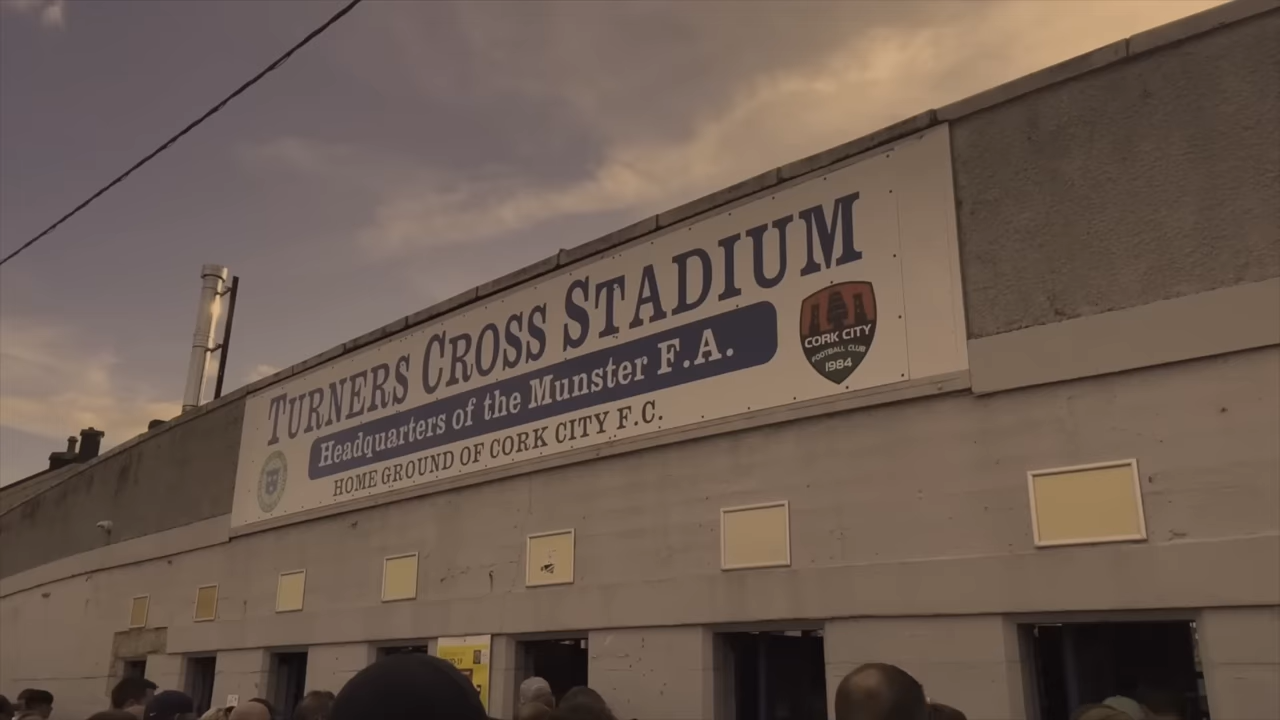 TURNERS CROSS STADIUM
Headquarters of the Munster F.A.
HOME GROUND OF CORK CITY F.C.
CORK CITY
FOOTBALL CLUB
1984